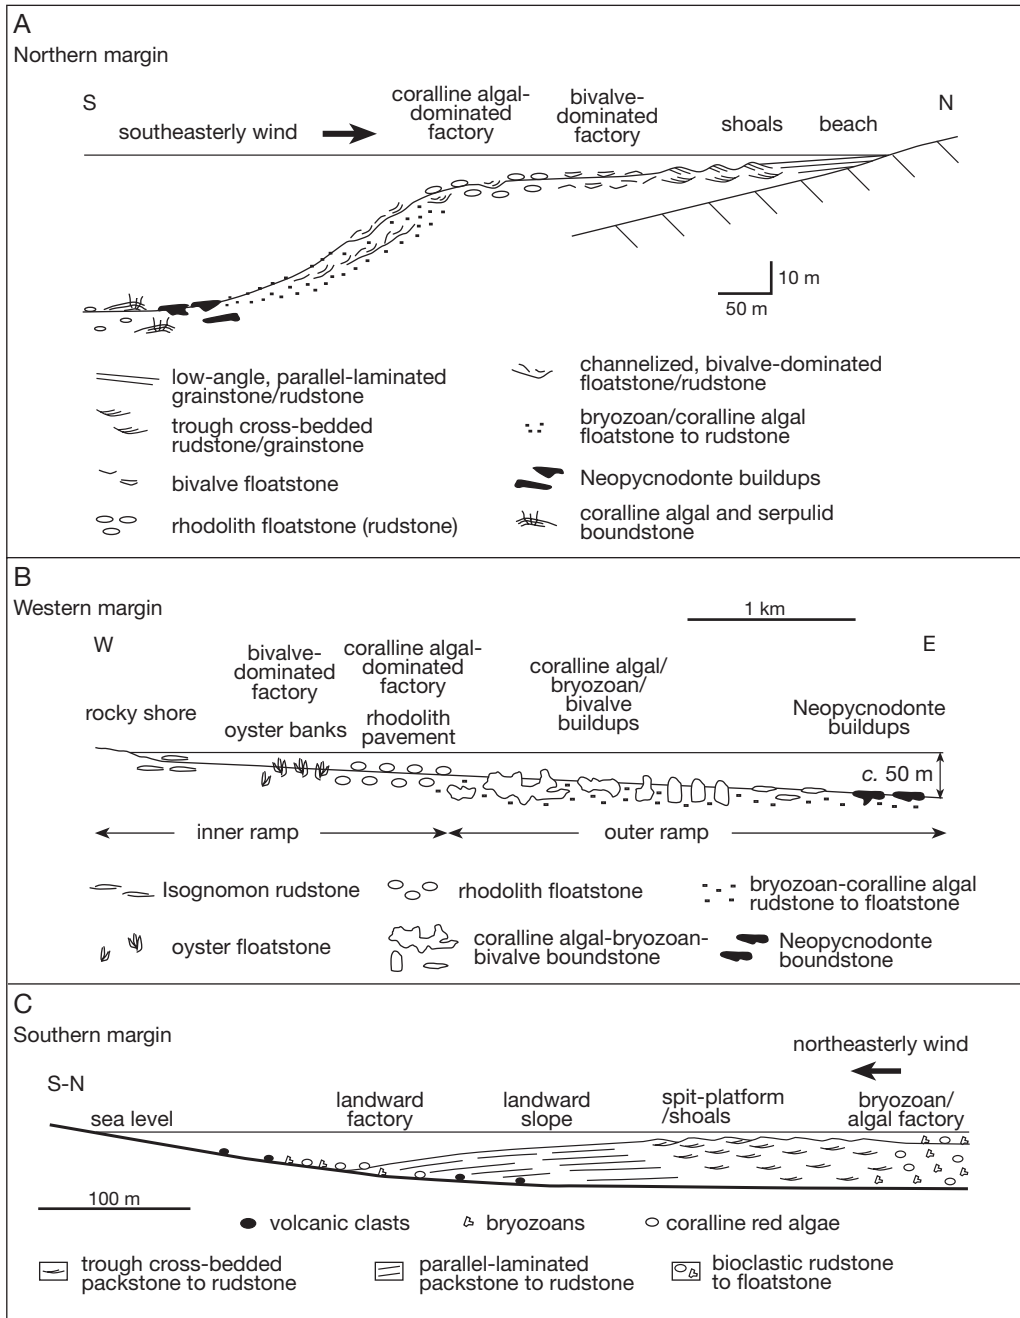 A
Northern margin
S
N
southeasterly wind
coralline algal-
dominated
factory
bivalve-
dominated
factory
shoals
beach
10 m
50 m
low-angle, parallel-laminated
grainstone/rudstone
trough cross-bedded
rudstone/grainstone
bivalve floatstone
rhodolith floatstone (rudstone)
channelized, bivalve-dominated
floatstone/rudstone
bryozoan/coralline algal
floatstone to rudstone
Neopycnodonte buildups
coralline algal and serpulid
boundstone
B
Western margin
1 km
W
E
rocky shore
bivalve-
dominated
factory
oyster banks
coralline algal-
dominated
factory
rhodolith
pavement
coralline algal/
bryozoan/
bivalve
buildups
Neopycnodonte
buildups
c. 50 m
inner ramp
outer ramp
Isognomon rudstone
rhodolith floatstone
bryozoan-coralline algal
rudstone to floatstone
oyster floatstone
coralline algal-bryozoan-
bivalve boundstone
Neopycnodonte
boundstone
C
Southern margin
northeasterly wind
S-N
sea level
landward
factory
landward
slope
spit-platform
/shoals
bryozoan/
algal factory
100 m
volcanic clasts
bryozoans
coralline red algae
trough cross-bedded
packstone to rudstone
parallel-laminated
packstone to rudstone
bioclastic rudstone
to floatstone